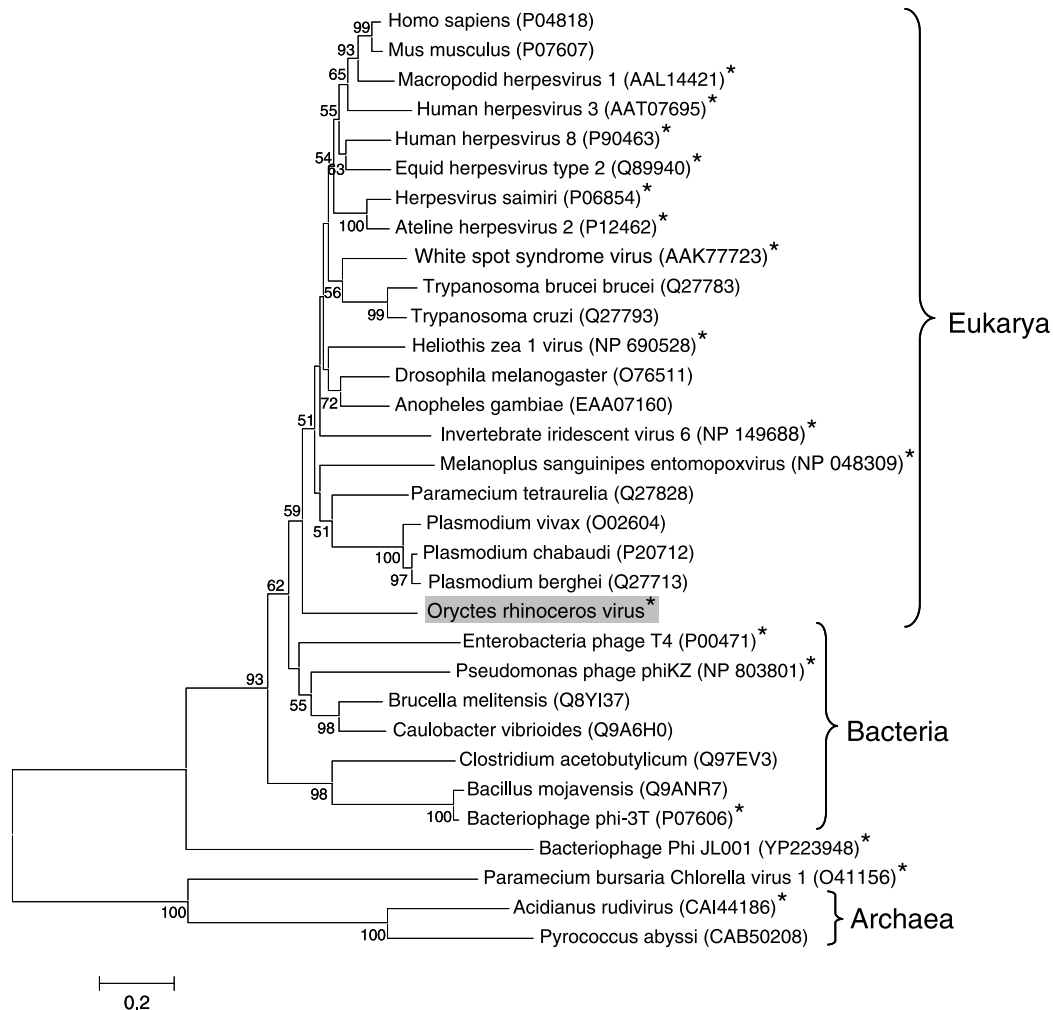 Homo sapiens (P04818)
99
Mus musculus (P07607)
93
Macropodid herpesvirus 1 (AAL14421)*
65
Human herpesvirus 3 (AAT07695)*
55
Human herpesvirus 8 (P90463)*
54
63
Equid herpesvirus type 2 (Q89940)*
Herpesvirus saimiri (P06854)*
100
Ateline herpesvirus 2 (P12462)*
White spot syndrome virus (AAK77723)*
56
Trypanosoma brucei brucei (Q27783)
99
Trypanosoma cruzi (Q27793)
Eukarya
Heliothis zea 1 virus (NP 690528)*
Drosophila melanogaster (O76511)
72
Anopheles gambiae (EAA07160)
51
Invertebrate iridescent virus 6 (NP 149688)*
Melanoplus sanguinipes entomopoxvirus (NP 048309)*
Paramecium tetraurelia (Q27828)
59
51
Plasmodium vivax (O02604)
100
Plasmodium chabaudi (P20712)
97
Plasmodium berghei (Q27713)
62
Oryctes rhinoceros virus*
Enterobacteria phage T4 (P00471)*
93
Pseudomonas phage phiKZ (NP 803801)*
55
Brucella melitensis (Q8YI37)
98
Caulobacter vibrioides (Q9A6H0)
Bacteria
Clostridium acetobutylicum (Q97EV3)
98
Bacillus mojavensis (Q9ANR7)
100
Bacteriophage phi-3T (P07606)*
Bacteriophage Phi JL001 (YP223948)*
Paramecium bursaria Chlorella virus 1 (O41156)*
100
Acidianus rudivirus (CAI44186)*
Archaea
100
Pyrococcus abyssi (CAB50208)
0,2